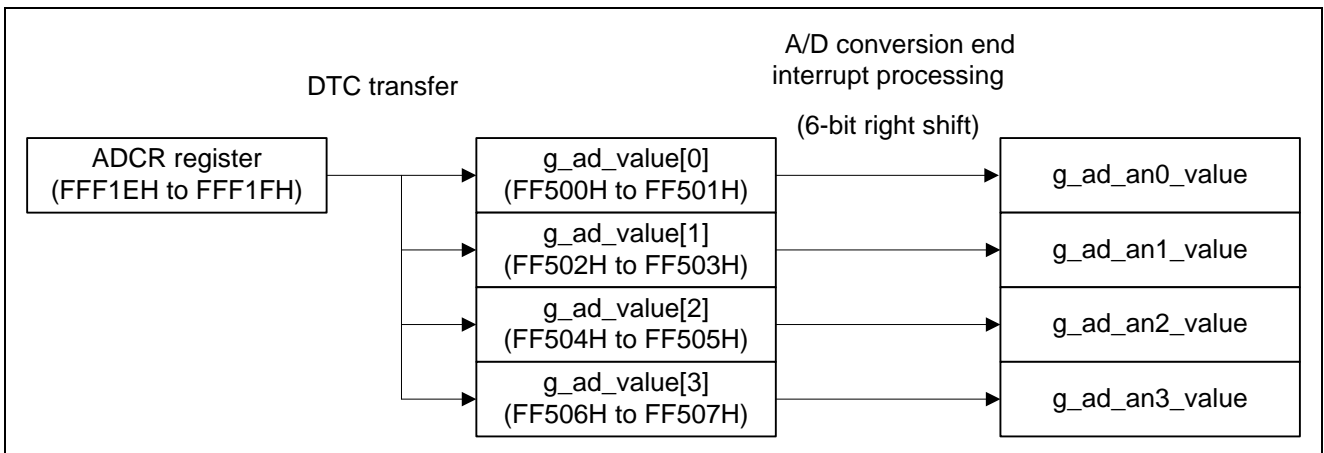 A/D conversion end
interrupt processing
DTC transfer
(6-bit right shift)
ADCR register
(FFF1EH to FFF1FH)
g_ad_value[0]
(FF500H to FF501H)
g_ad_an0_value
g_ad_value[1]
(FF502H to FF503H)
g_ad_an1_value
g_ad_value[2]
(FF504H to FF505H)
g_ad_an2_value
g_ad_value[3]
(FF506H to FF507H)
g_ad_an3_value